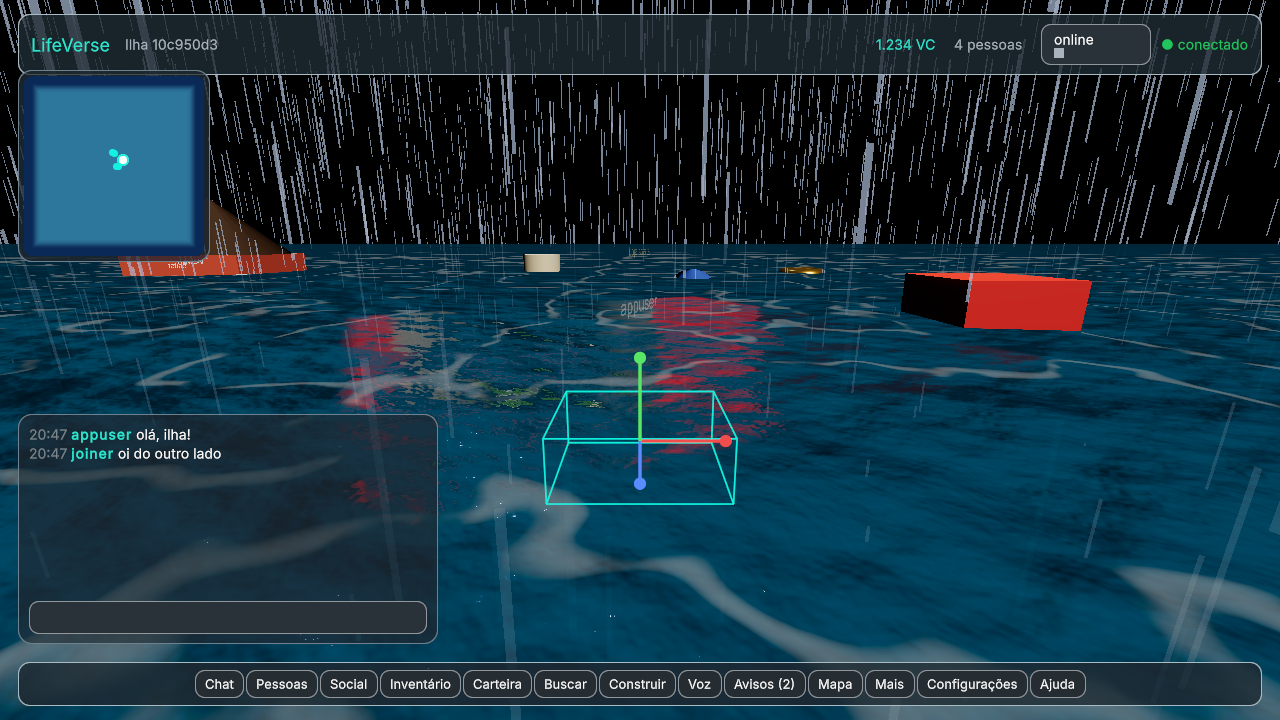 LifeVerse Ilha 10c950d3 1.234 VC 4 pessoas online conectado
appuser
20:47 appuser olá, ilha!
20:47 joiner oi do outro lado
Chat Pessoas Social Inventário Carteira Buscar Construir Voz Avisos (2) Mapa Mais Configurações Ajuda